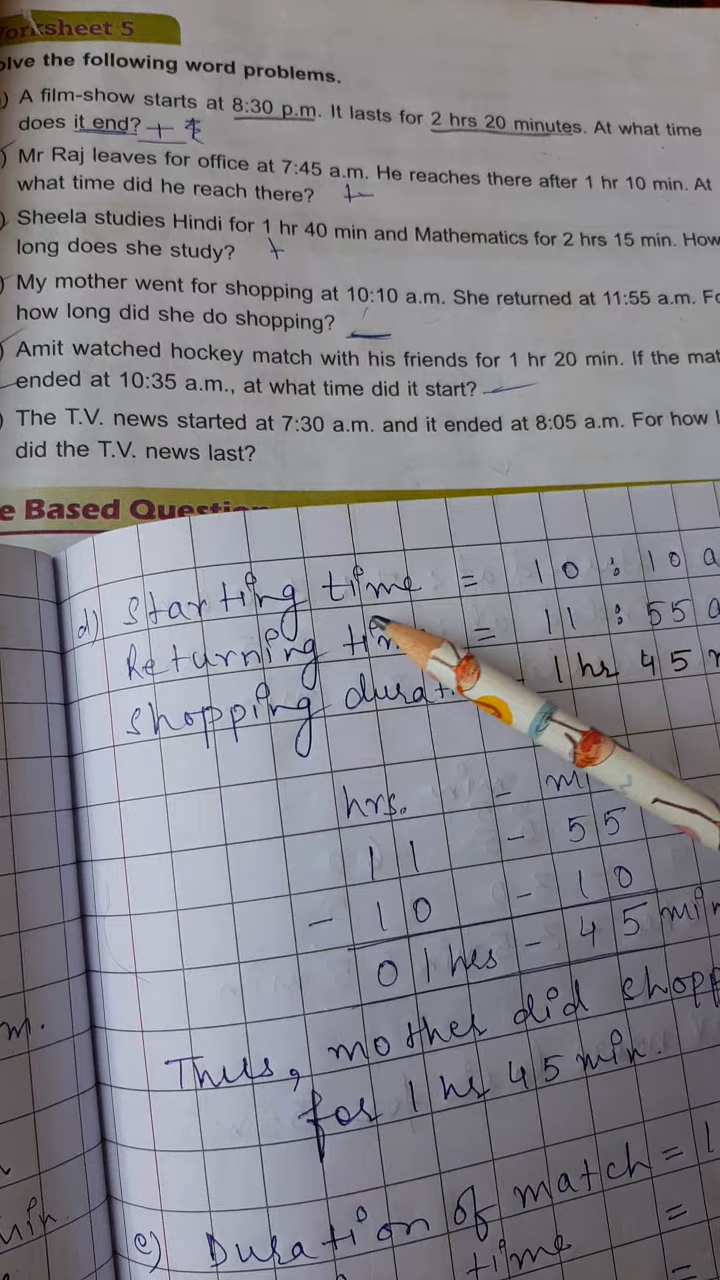 Worksheet 5
olve the following word problems.
) A film-show starts at 8:30 p.m. It lasts for 2 hrs 20 minutes. At what time
does it end? +
) Mr Raj leaves for office at 7:45 a.m. He reaches there after 1 hr 10 min. At
what time did he reach there? +
) Sheela studies Hindi for 1 hr 40 min and Mathematics for 2 hrs 15 min. How
long does she study? +
) My mother went for shopping at 10:10 a.m. She returned at 11:55 a.m. Fo
how long did she do shopping? —
) Amit watched hockey match with his friends for 1 hr 20 min. If the mat
ended at 10:35 a.m., at what time did it start? —
) The T.V. news started at 7:30 a.m. and it ended at 8:05 a.m. For how l
did the T.V. news last?
e Based Question
d) Starting time = 10 : 10 a
Returning tim = 11 : 55 a
Shopping durat 1 hr 45 m
hrs. - mi
11 - 55
- 10 - 10
01 hrs - 45 min
Thus, mother did shopp
for 1 hr 45 min.
m.
min.
e) Duration of match = 1
time =
=